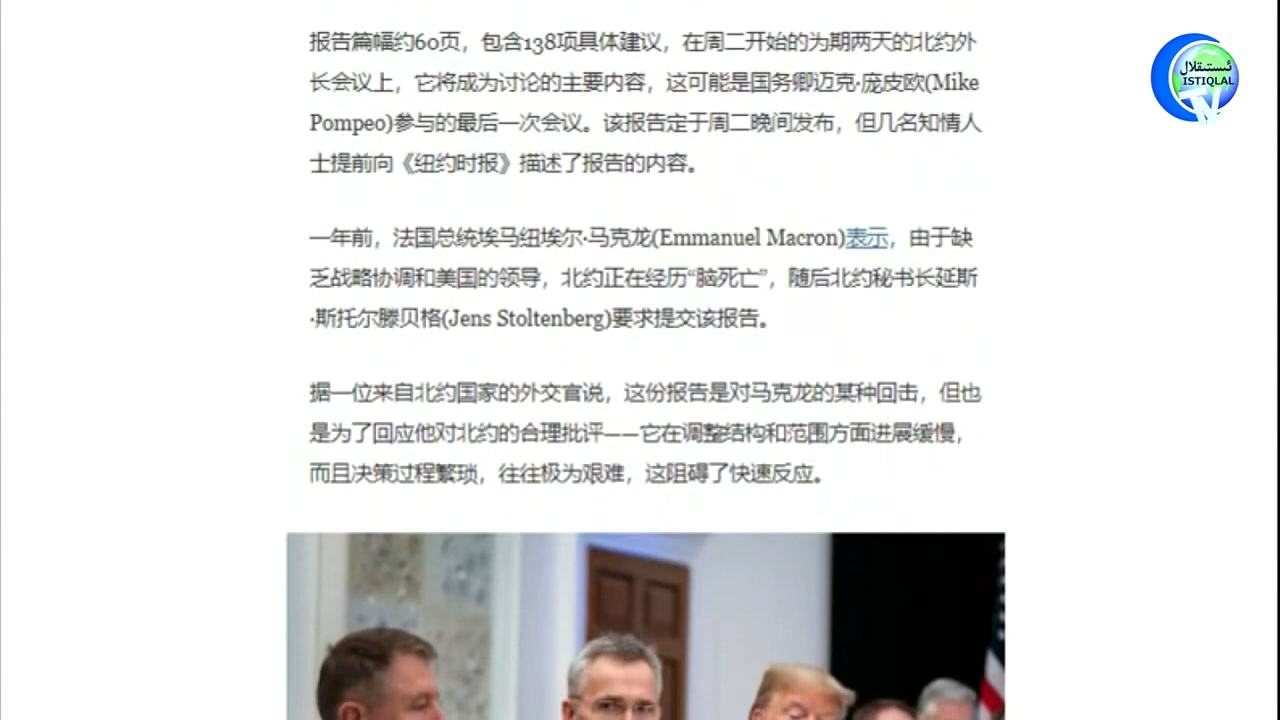 报告篇幅约60页，包含138项具体建议，在周二开始的为期两天的北约外
长会议上，它将成为讨论的主要内容，这可能是国务卿迈克·庞皮欧(Mike
Pompeo)参与的最后一次会议。该报告定于周二晚间发布，但几名知情人
士提前向《纽约时报》描述了报告的内容。
一年前，法国总统埃马纽埃尔·马克龙(Emmanuel Macron)表示，由于缺
乏战略协调和美国的领导，北约正在经历“脑死亡”，随后北约秘书长延斯
·斯托尔滕贝格(Jens Stoltenberg)要求提交该报告。
据一位来自北约国家的外交官说，这份报告是对马克龙的某种回击，但也
是为了回应他对北约的合理批评——它在调整结构和范围方面进展缓慢，
而且决策过程繁琐，往往极为艰难，这阻碍了快速反应。
ئىستىقلال
ISTIQLAL
TV